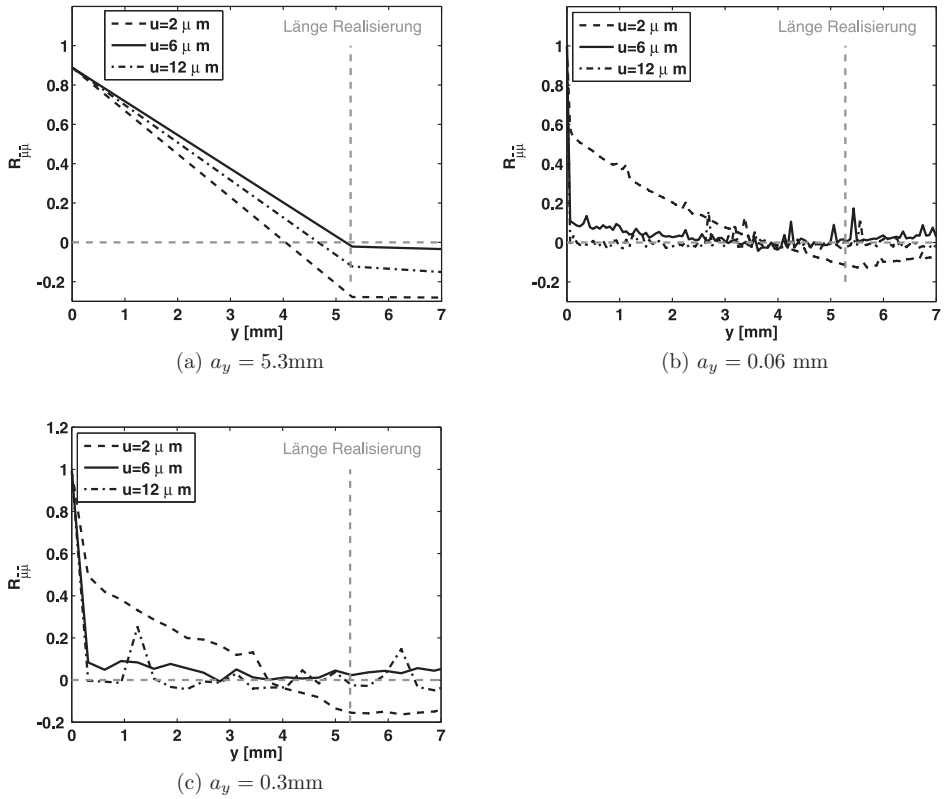 Länge Realisierung
u=2 μ m
u=6 μ m
u=12 μ m
1
0.8
0.6
0.4
0.2
0
-0.2
R_μ̄μ̄
0 1 2 3 4 5 6 7
y [mm]
(a) a_y = 5.3mm
Länge Realisierung
u=2 μ m
u=6 μ m
u=12 μ m
1
0.8
0.6
0.4
0.2
0
-0.2
R_μ̄μ̄
0 1 2 3 4 5 6 7
y [mm]
(b) a_y = 0.06 mm
1.2
Länge Realisierung
u=2 μ m
u=6 μ m
u=12 μ m
1
0.8
0.6
0.4
0.2
0
-0.2
R_μ̄μ̄
0 1 2 3 4 5 6 7
y [mm]
(c) a_y = 0.3mm